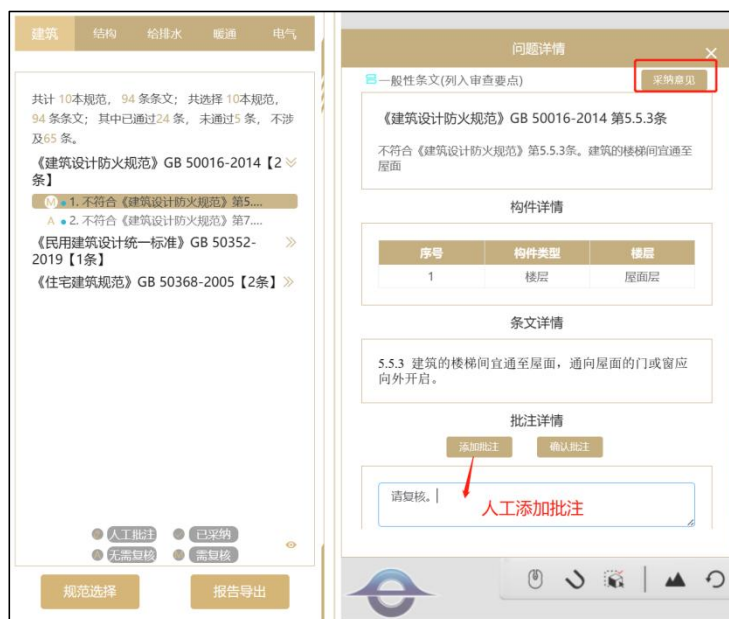 建筑 结构 给排水 暖通 电气
共计 10本规范， 94 条条文； 共选择 10本规范，
94 条条文； 其中已通过24 条， 未通过5 条， 不涉
及65 条。
《建筑设计防火规范》GB 50016-2014【2
条】
M 1. 不符合《建筑设计防火规范》第5....
A 2. 不符合《建筑设计防火规范》第7....
《民用建筑设计统一标准》GB 50352-
2019【1条】
《住宅建筑规范》GB 50368-2005【2条】
人工批注 已采纳
无需复核 需复核
规范选择 报告导出
问题详情
一般性条文(列入审查要点) 采纳意见
《建筑设计防火规范》GB 50016-2014 第5.5.3条
不符合《建筑设计防火规范》第5.5.3条。建筑的楼梯间宜通至
屋面
构件详情
序号 构件类型 楼层
1 楼层 屋面层
条文详情
5.5.3 建筑的楼梯间宜通至屋面，通向屋面的门或窗应
向外开启。
批注详情
添加批注 确认批注
请复核。
人工添加批注